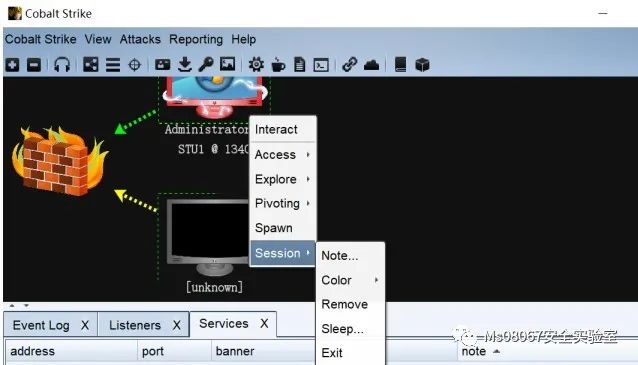 Cobalt Strike
Cobalt Strike View Attacks Reporting Help
Administrator
STU1 @ 1340
Interact
Access
Explore
Pivoting
Spawn
Session
Note...
Color
Remove
Sleep...
Exit
[unknown]
Event Log X Listeners X Services X
address port banner note
Ms08067安全实验室